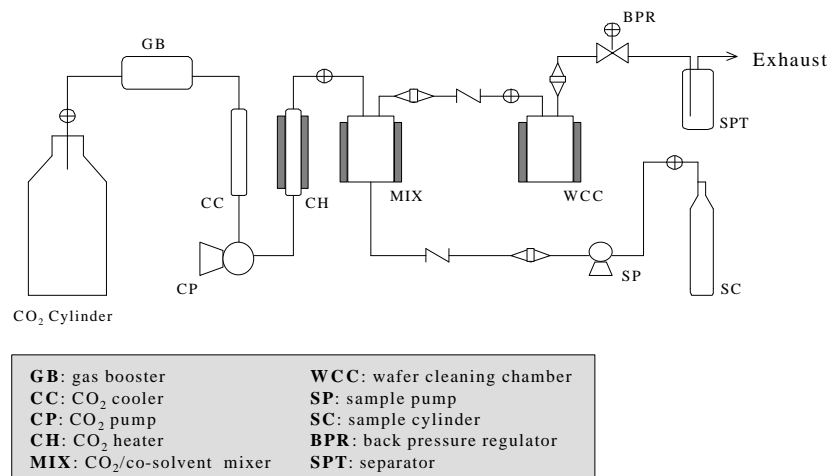 GB
BPR
Exhaust
SPT
CC
CH
MIX
WCC
CP
SP
SC
CO₂ Cylinder
GB: gas booster
CC: CO₂ cooler
CP: CO₂ pump
CH: CO₂ heater
MIX: CO₂/co-solvent mixer
WCC: wafer cleaning chamber
SP: sample pump
SC: sample cylinder
BPR: back pressure regulator
SPT: separator